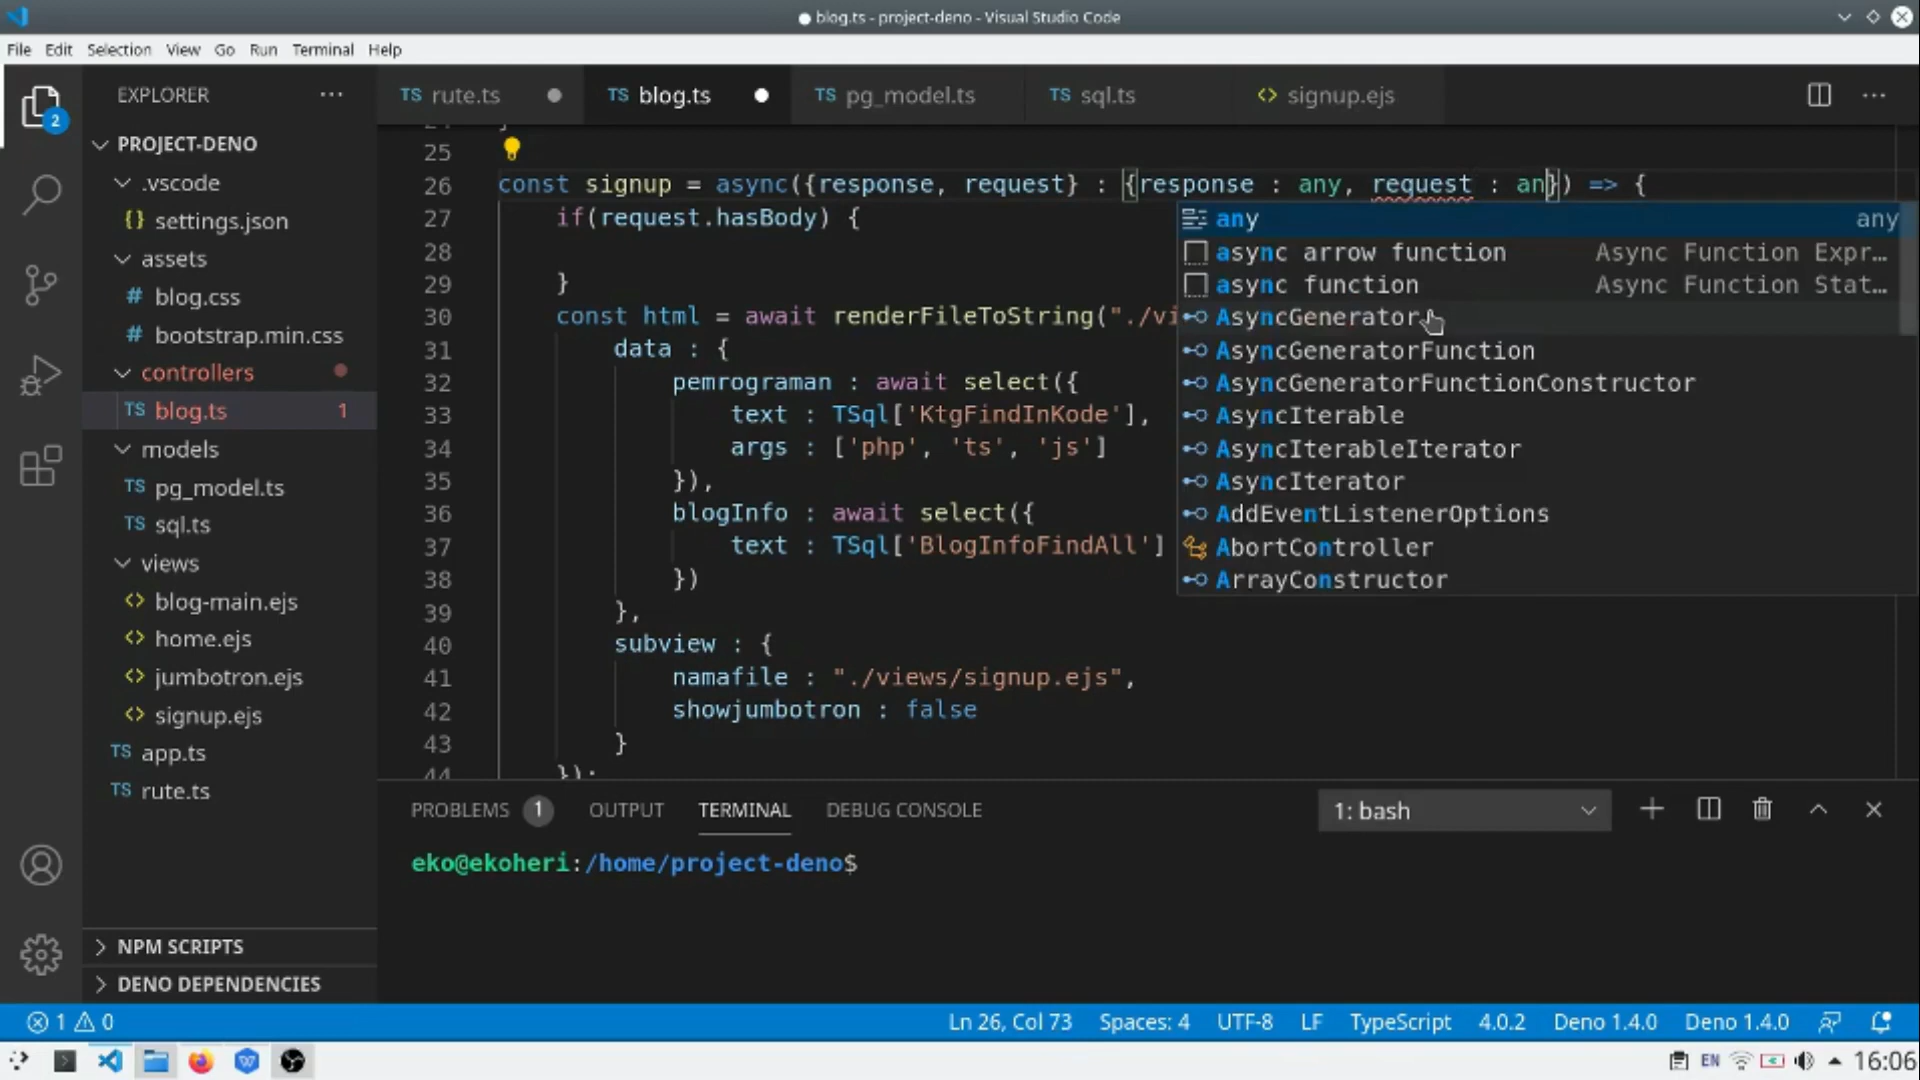 blog.ts - project-deno - Visual Studio Code
File Edit Selection View Go Run Terminal Help
2
EXPLORER
PROJECT-DENO
.vscode
settings.json
assets
blog.css
bootstrap.min.css
controllers
TS blog.ts 1
models
TS pg_model.ts
TS sql.ts
views
blog-main.ejs
home.ejs
jumbotron.ejs
signup.ejs
TS app.ts
TS rute.ts
NPM SCRIPTS
DENO DEPENDENCIES
TS rute.ts TS blog.ts TS pg_model.ts TS sql.ts signup.ejs
25
26 const signup = async({response, request} : {response : any, request : an}) => {
27 if(request.hasBody) {
28
29 }
30 const html = await renderFileToString("./vi
31 data : {
32 pemrograman : await select({
33 text : TSql['KtgFindInKode'],
34 args : ['php', 'ts', 'js']
35 }),
36 blogInfo : await select({
37 text : TSql['BlogInfoFindAll']
38 })
39 },
40 subview : {
41 namafile : "./views/signup.ejs",
42 showjumbotron : false
43 }
44 });
any any
async arrow function Async Function Expr…
async function Async Function Stat…
AsyncGenerator
AsyncGeneratorFunction
AsyncGeneratorFunctionConstructor
AsyncIterable
AsyncIterableIterator
AsyncIterator
AddEventListenerOptions
AbortController
ArrayConstructor
PROBLEMS 1 OUTPUT TERMINAL DEBUG CONSOLE 1: bash
eko@ekoheri:/home/project-deno$
1 0 Ln 26, Col 73 Spaces: 4 UTF-8 LF TypeScript 4.0.2 Deno 1.4.0 Deno 1.4.0
EN 16:06